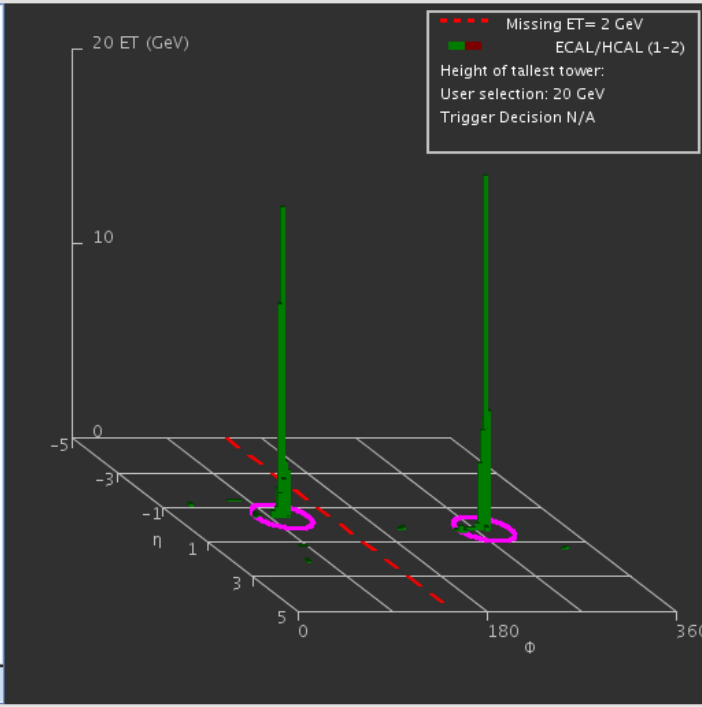 20 ET (GeV)
Missing ET= 2 GeV
ECAL/HCAL (1-2)
Height of tallest tower:
User selection: 20 GeV
Trigger Decision N/A
10
0
-5
-3
-1
η
1
3
5
0
180
360
Φ